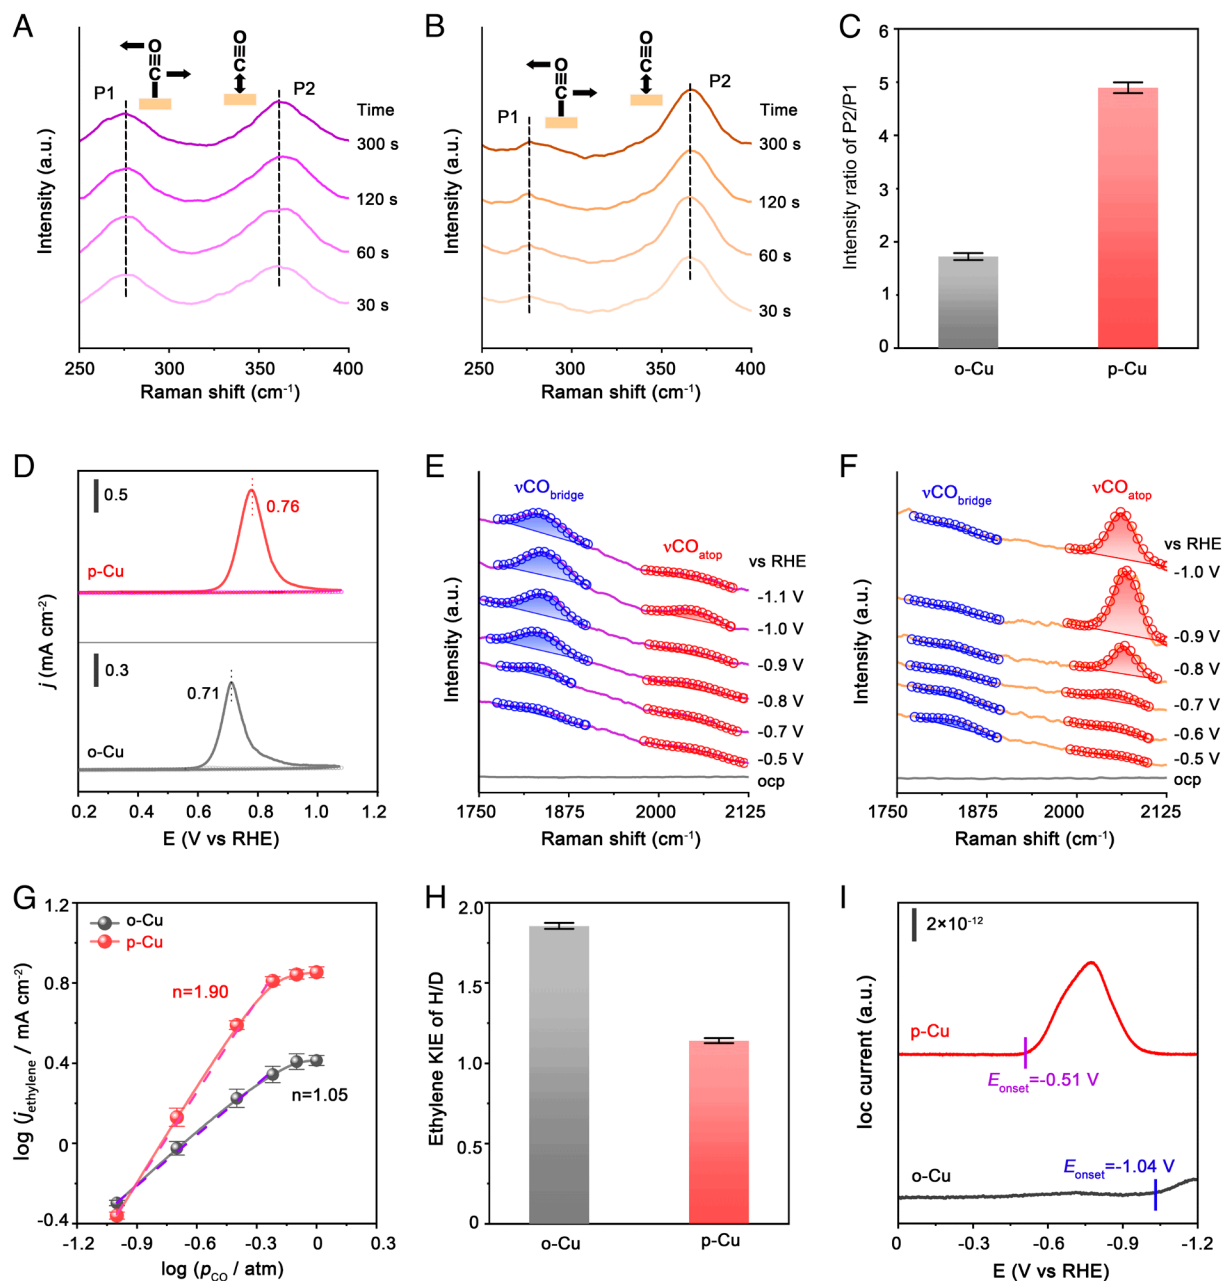 A
O
C
O
C
P1
P2
Time
300 s
120 s
60 s
30 s
Intensity (a.u.)
250 300 350 400
Raman shift (cm⁻¹)
B
O
C
O
C
P1
P2
Time
300 s
120 s
60 s
30 s
Intensity (a.u.)
250 300 350 400
Raman shift (cm⁻¹)
C
6
5
4
3
2
1
0
Intensity ratio of P2/P1
o-Cu p-Cu
D
0.5
0.76
p-Cu
0.3
0.71
o-Cu
j (mA cm⁻²)
0.2 0.4 0.6 0.8 1.0 1.2
E (V vs RHE)
E
νCO_bridge
νCO_atop
vs RHE
-1.1 V
-1.0 V
-0.9 V
-0.8 V
-0.7 V
-0.5 V
ocp
Intensity (a.u.)
1750 1875 2000 2125
Raman shift (cm⁻¹)
F
νCO_bridge
νCO_atop
vs RHE
-1.0 V
-0.9 V
-0.8 V
-0.7 V
-0.6 V
-0.5 V
ocp
Intensity (a.u.)
1750 1875 2000 2125
Raman shift (cm⁻¹)
G
1.2
0.8
0.4
0
-0.4
o-Cu
p-Cu
n=1.90
n=1.05
log (j_ethylene / mA cm⁻²)
-1.2 -0.9 -0.6 -0.3 0 0.3
log (p_CO / atm)
H
2.0
1.5
1.0
0.5
0
Ethylene KIE of H/D
o-Cu p-Cu
I
2×10⁻¹²
p-Cu
E_onset=-0.51 V
o-Cu
E_onset=-1.04 V
Ioc current (a.u.)
0 -0.3 -0.6 -0.9 -1.2
E (V vs RHE)